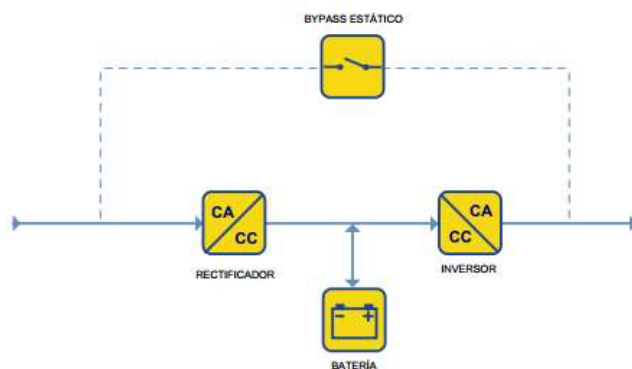 BYPASS ESTÁTICO
CA
CC
RECTIFICADOR
CA
CC
INVERSOR
BATERÍA